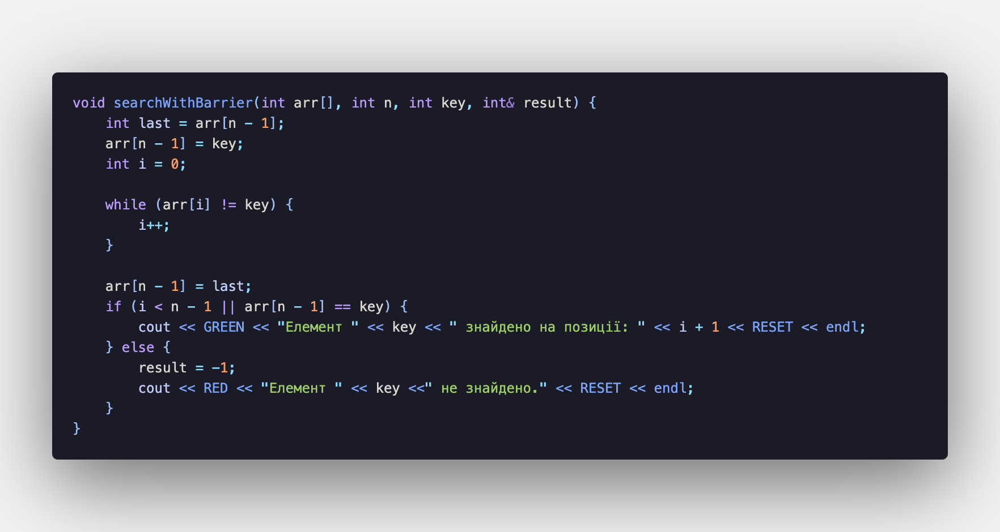 void searchWithBarrier(int arr[], int n, int key, int& result) {
    int last = arr[n - 1];
    arr[n - 1] = key;
    int i = 0;

    while (arr[i] != key) {
        i++;
    }

    arr[n - 1] = last;
    if (i < n - 1 || arr[n - 1] == key) {
        cout << GREEN << "Елемент " << key << " знайдено на позиції: " << i + 1 << RESET << endl;
    } else {
        result = -1;
        cout << RED << "Елемент " << key <<" не знайдено." << RESET << endl;
    }
}